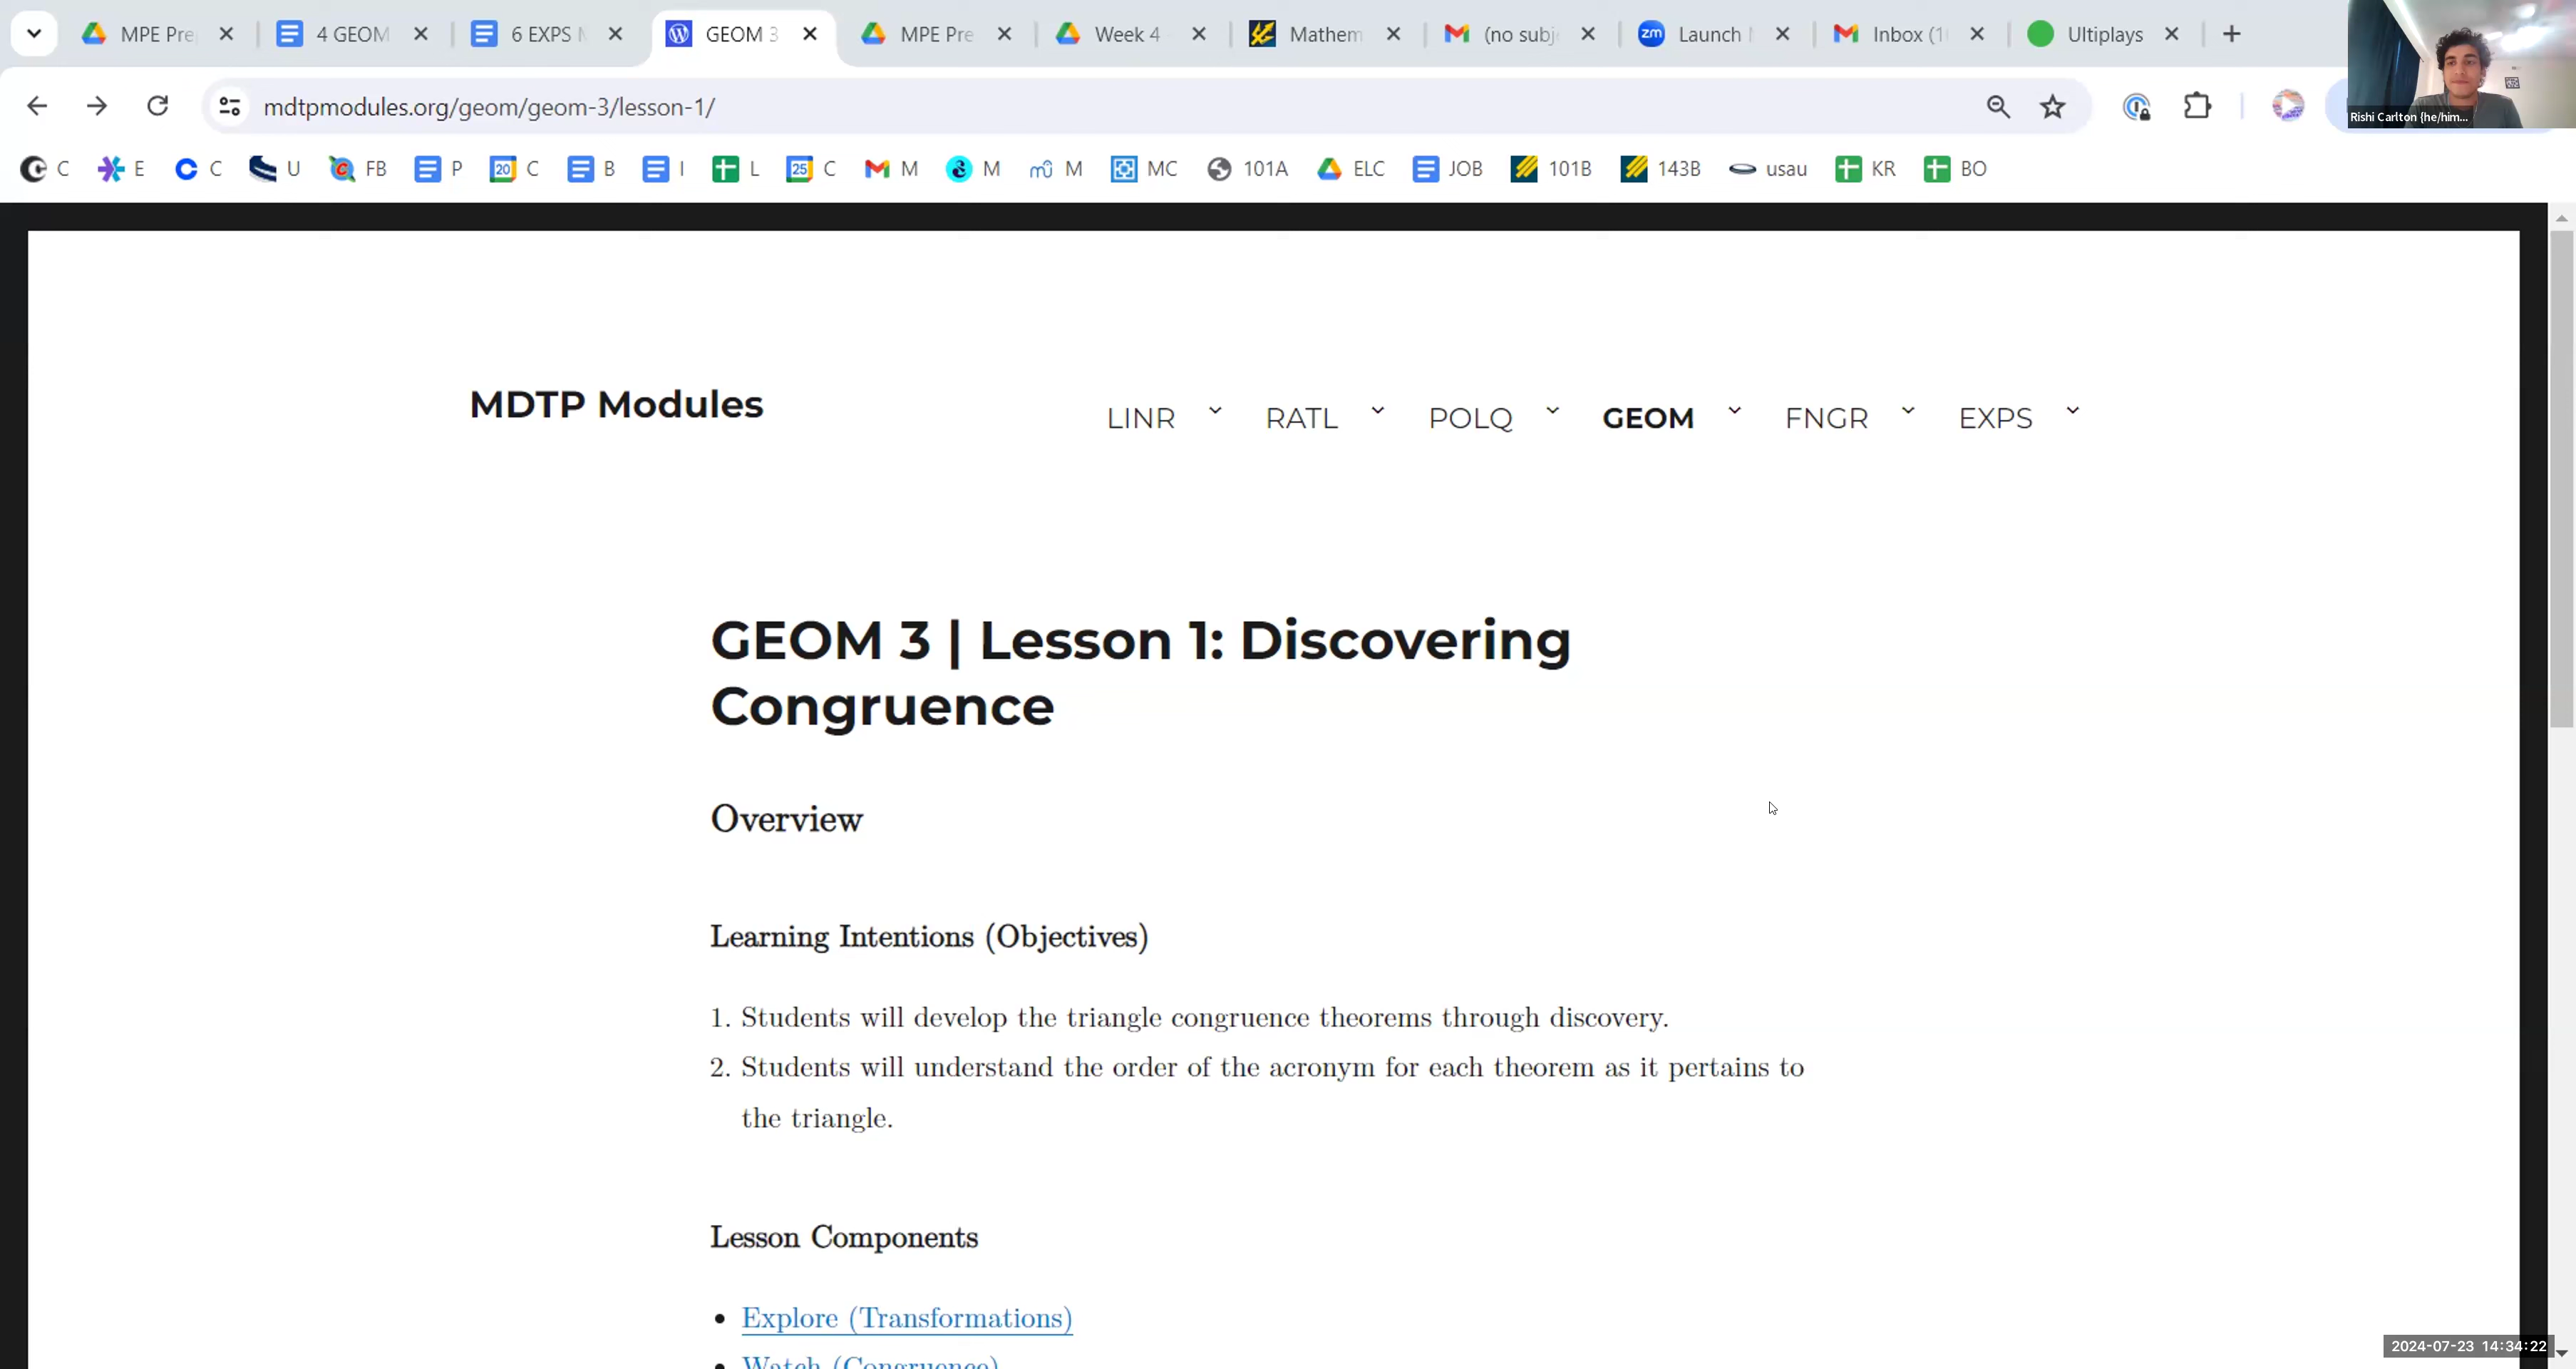 MPE Pre
4 GEOM
6 EXPS M
GEOM 3
MPE Pre
Week 4 -
Mathem
(no subj
Launch
Inbox (1
Ultiplays
mdtpmodules.org/geom/geom-3/lesson-1/
Rishi Carlton {he/him...
C E C U FB P 20 C B I L 25 C M M M MC 101A ELC JOB 101B 143B usau KR BO
MDTP Modules
LINR RATL POLQ GEOM FNGR EXPS
GEOM 3 | Lesson 1: Discovering
Congruence
Overview
Learning Intentions (Objectives)
1. Students will develop the triangle congruence theorems through discovery.
2. Students will understand the order of the acronym for each theorem as it pertains to
the triangle.
Lesson Components
• Explore (Transformations)
• Watch (Congruence)
2024-07-23 14:34:22